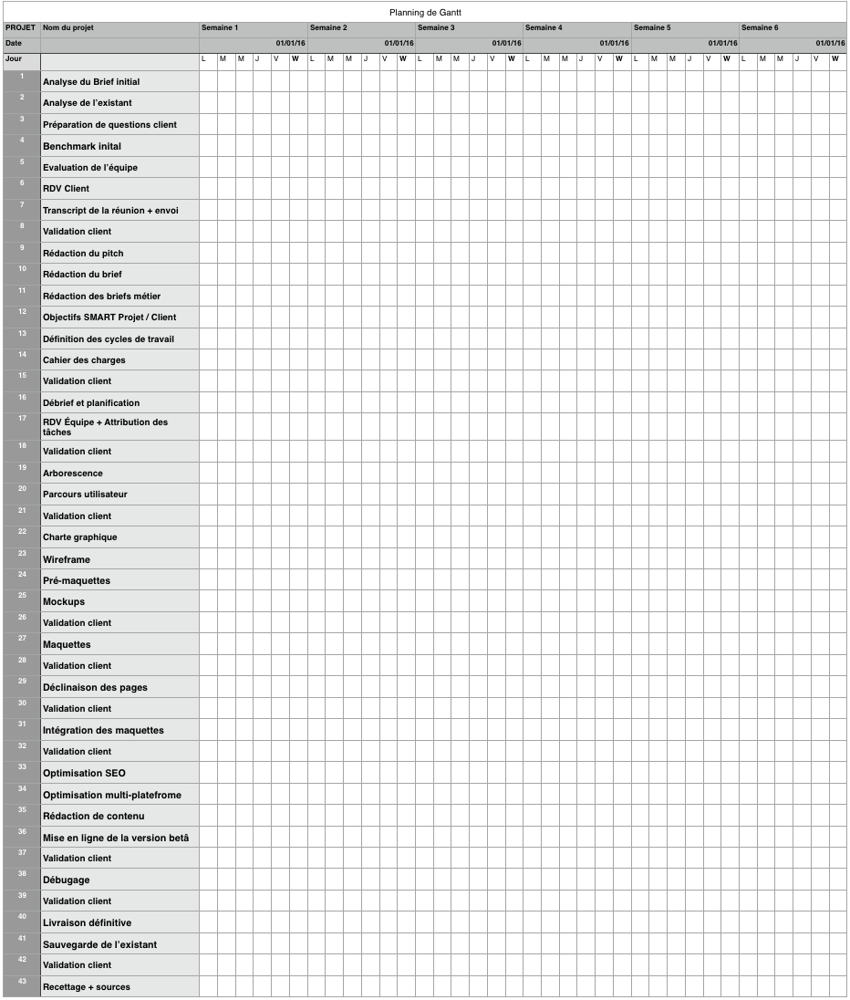 Planning de Gantt
PROJET Nom du projet Semaine 1 Semaine 2 Semaine 3 Semaine 4 Semaine 5 Semaine 6
Date 01/01/16 01/01/16 01/01/16 01/01/16 01/01/16 01/01/16
Jour L M M J V W L M M J V W L M M J V W L M M J V W L M M J V W L M M J V W
1 Analyse du Brief initial
2 Analyse de l'existant
3 Préparation de questions client
4 Benchmark inital
5 Evaluation de l'équipe
6 RDV Client
7 Transcript de la réunion + envoi
8 Validation client
9 Rédaction du pitch
10 Rédaction du brief
11 Rédaction des briefs métier
12 Objectifs SMART Projet / Client
13 Définition des cycles de travail
14 Cahier des charges
15 Validation client
16 Débrief et planification
17 RDV Équipe + Attribution des
tâches
18 Validation client
19 Arborescence
20 Parcours utilisateur
21 Validation client
22 Charte graphique
23 Wireframe
24 Pré-maquettes
25 Mockups
26 Validation client
27 Maquettes
28 Validation client
29 Déclinaison des pages
30 Validation client
31 Intégration des maquettes
32 Validation client
33 Optimisation SEO
34 Optimisation multi-platefrome
35 Rédaction de contenu
36 Mise en ligne de la version betâ
37 Validation client
38 Débugage
39 Validation client
40 Livraison définitive
41 Sauvegarde de l'existant
42 Validation client
43 Recettage + sources